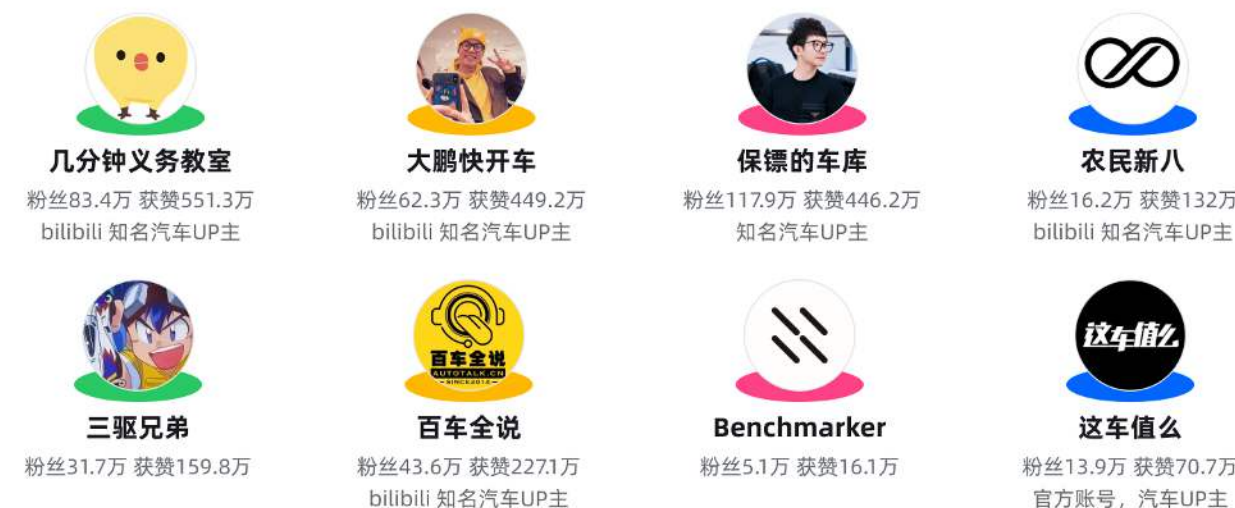 几分钟义务教室
粉丝83.4万 获赞551.3万
bilibili 知名汽车UP主
大鹏快开车
粉丝62.3万 获赞449.2万
bilibili 知名汽车UP主
保镖的车库
粉丝117.9万 获赞446.2万
知名汽车UP主
农民新八
粉丝16.2万 获赞132万
bilibili 知名汽车UP主
三驱兄弟
粉丝31.7万 获赞159.8万
百车全说
AUTOTALK.CN
SINCE2012
百车全说
粉丝43.6万 获赞227.1万
bilibili 知名汽车UP主
Benchmarker
粉丝5.1万 获赞16.1万
这车值么
这车值么
粉丝13.9万 获赞70.7万
官方账号，汽车UP主